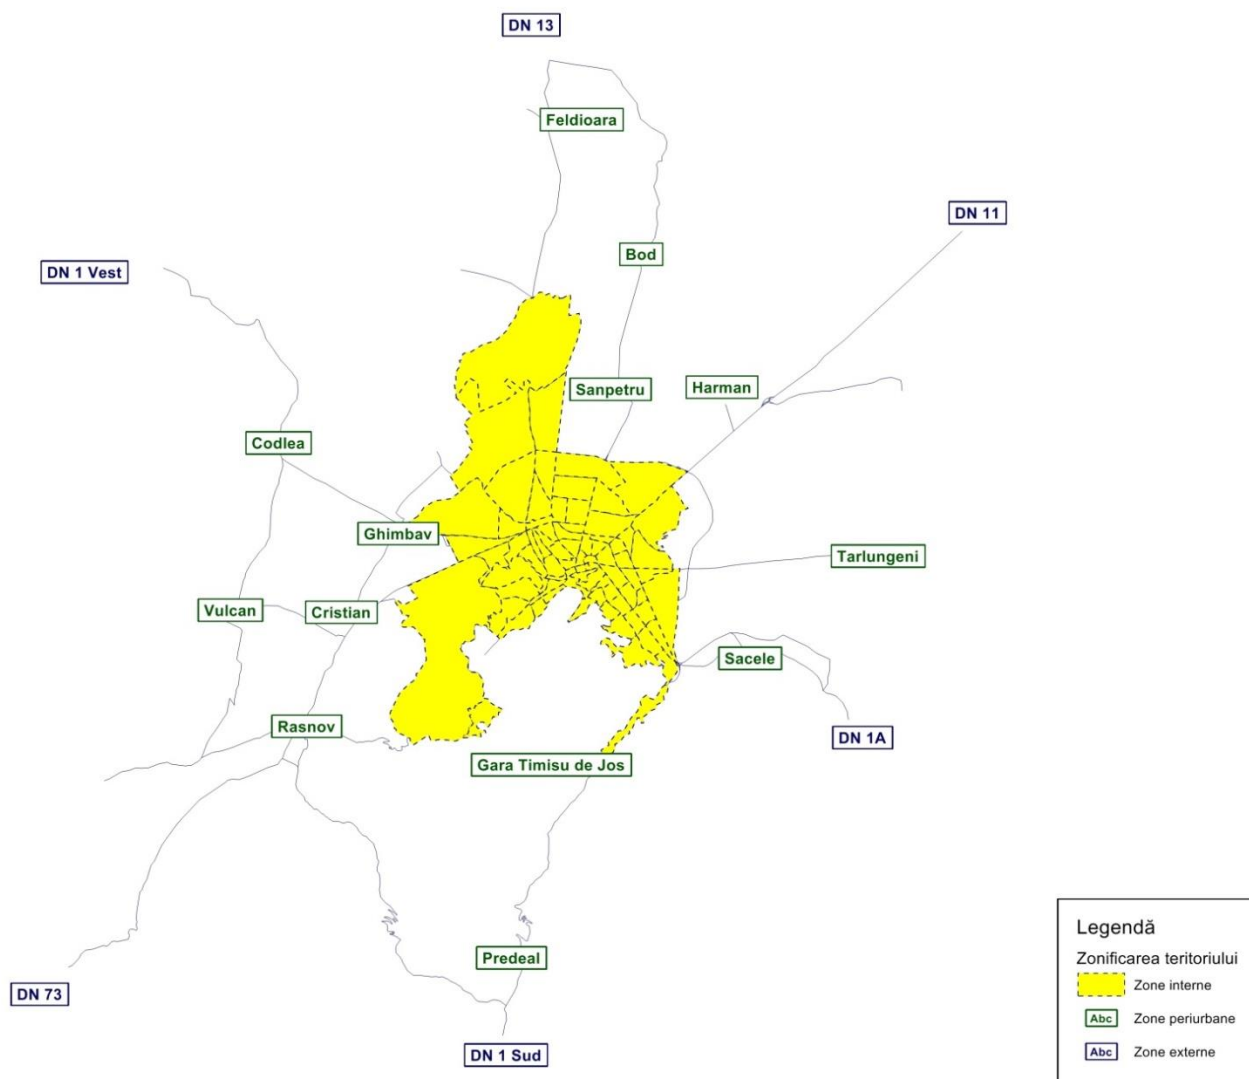 DN 13
Feldioara
DN 11
Bod
DN 1 Vest
Sanpetru
Harman
Codlea
Ghimbav
Tarlungeni
Vulcan
Cristian
Sacele
Rasnov
DN 1A
Gara Timisu de Jos
Predeal
DN 73
DN 1 Sud
Legendă
Zonificarea teritoriului
Zone interne
Abc Zone periurbane
Abc Zone externe